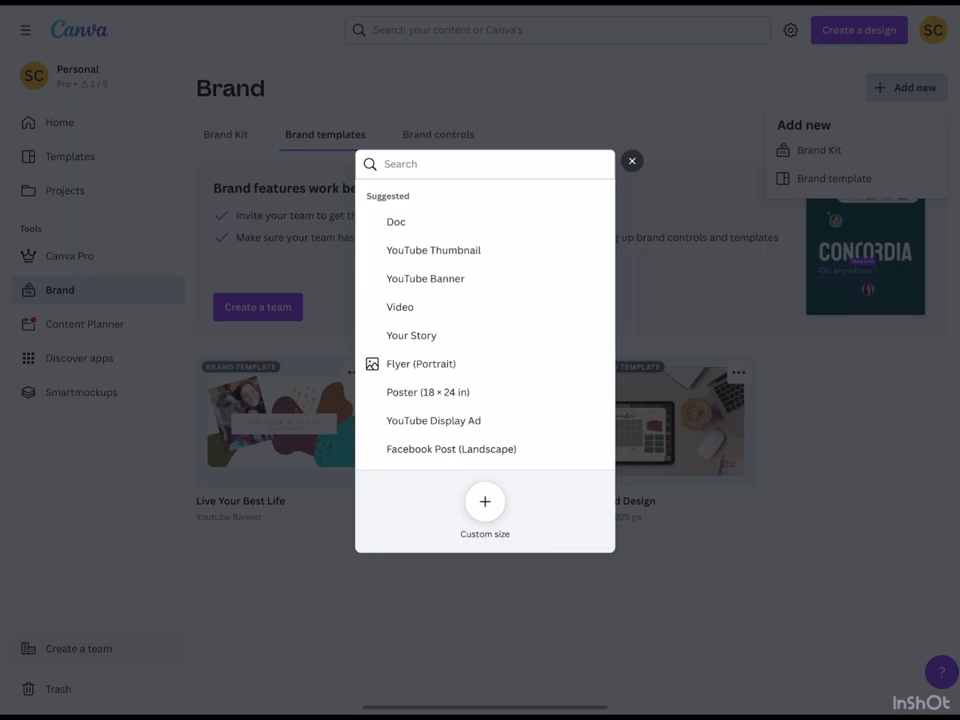 Canva
Search your content or Canva's
Create a design
SC
SC
Personal
Pro • 1 / 5
Home
Templates
Projects
Tools
Canva Pro
Brand
Content Planner
Discover apps
Smartmockups
Create a team
Trash
Brand
Add new
Brand Kit
Brand templates
Brand controls
Add new
Brand Kit
Brand template
Brand features work be
Invite your team to get th
Make sure your team has
g up brand controls and templates
Create a team
CONCORDIA
Go anywhere
Search
Suggested
Doc
YouTube Thumbnail
YouTube Banner
Video
Your Story
Flyer (Portrait)
Poster (18 × 24 in)
YouTube Display Ad
Facebook Post (Landscape)
Custom size
BRAND TEMPLATE
LIVE YOUR BEST LIFE
Live Your Best Life
Youtube Banner
TEMPLATE
d Design
025 px
?
InShOt